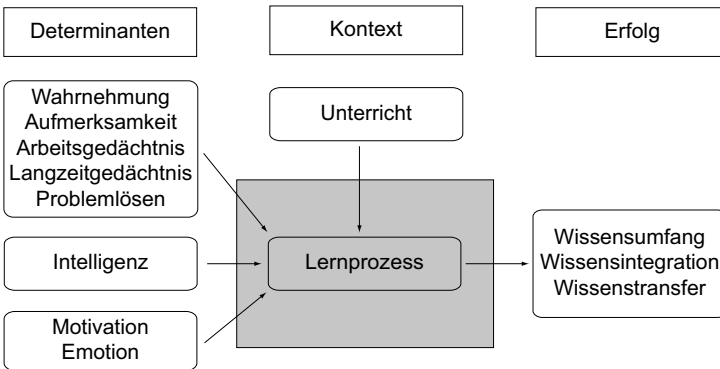 Determinanten
Kontext
Erfolg
Wahrnehmung
Aufmerksamkeit
Arbeitsgedächtnis
Langzeitgedächtnis
Problemlösen
Unterricht
Intelligenz
Lernprozess
Wissensumfang
Wissensintegration
Wissenstransfer
Motivation
Emotion